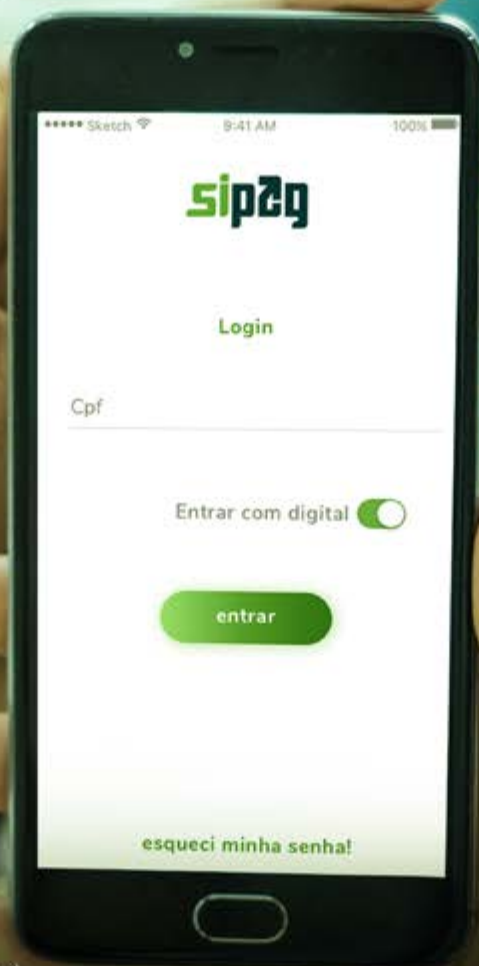 ••••• Sketch 9:41 AM 100%
sipag
Login
Cpf
Entrar com digital
entrar
esqueci minha senha!